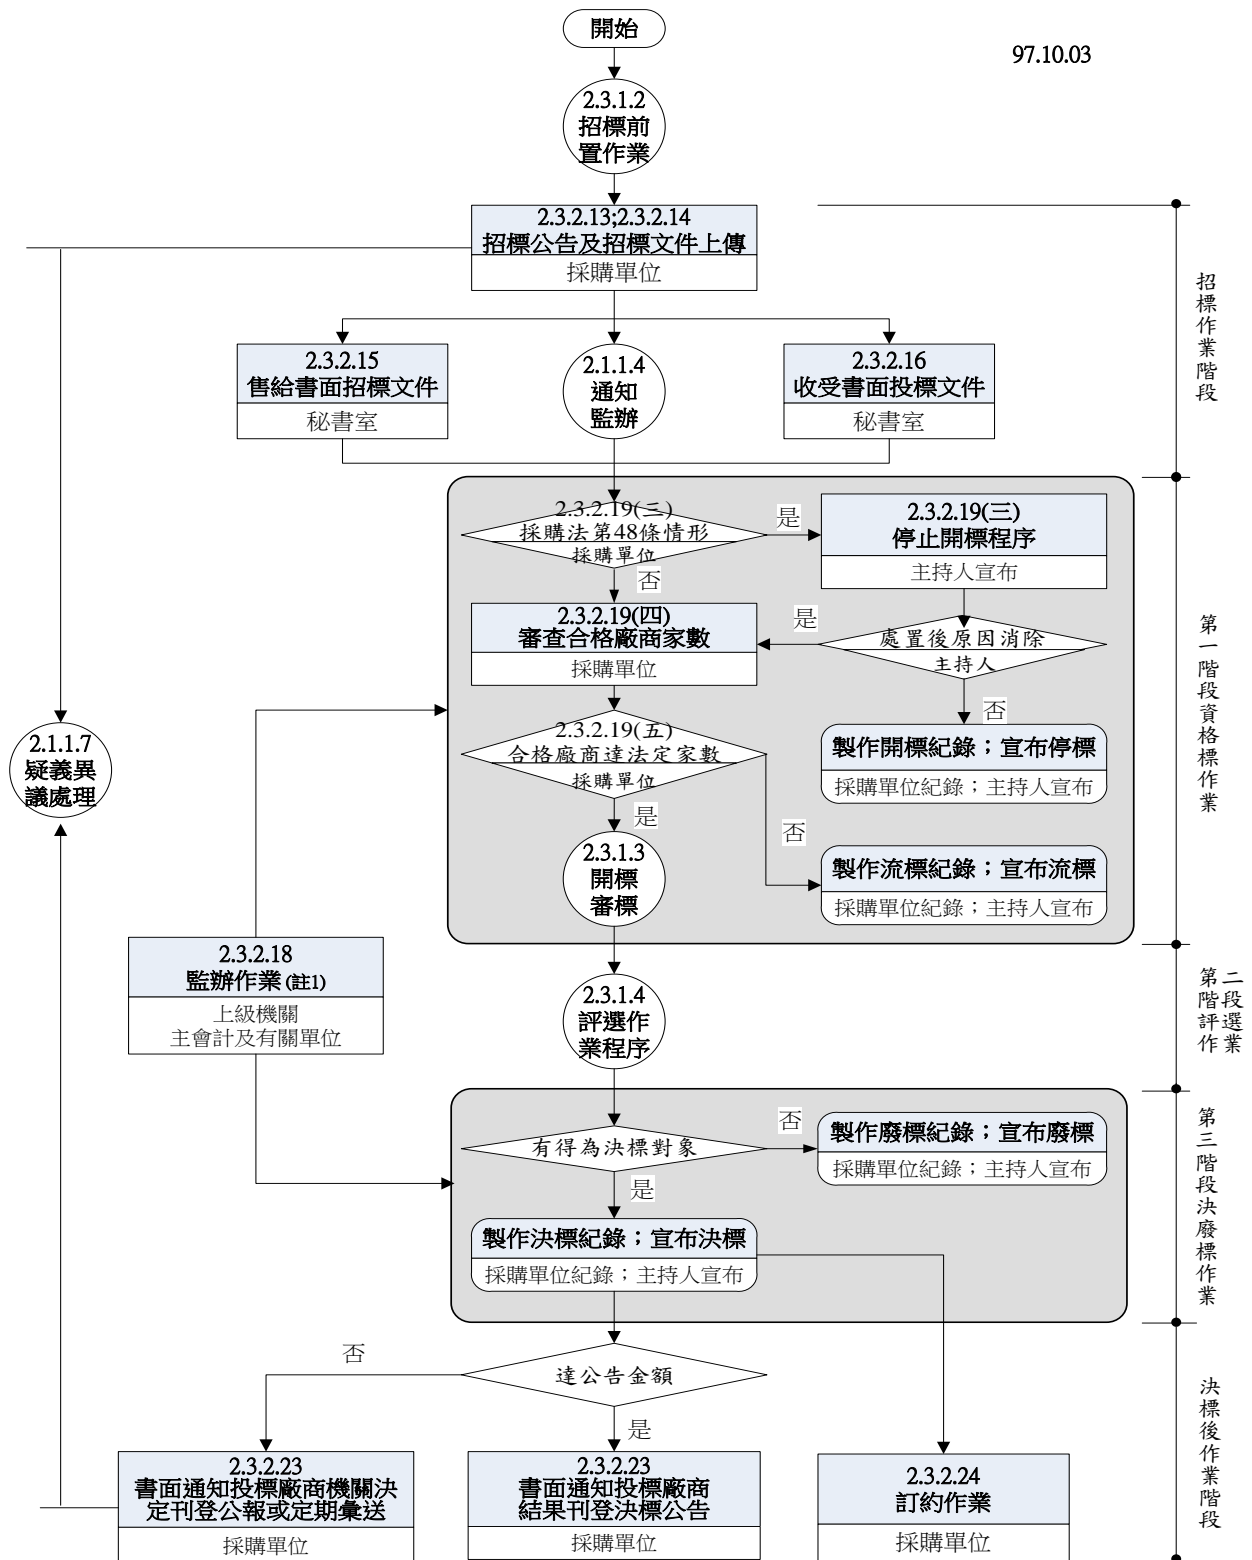 開始
97.10.03
2.3.1.2
招標前
置作業
2.3.2.13;2.3.2.14
招標公告及招標文件上傳
採購單位
招標作業階段
2.3.2.15
售給書面招標文件
秘書室
2.1.1.4
通知
監辦
2.3.2.16
收受書面投標文件
秘書室
2.3.2.19(三)
採購法第48條情形
採購單位
是
2.3.2.19(三)
停止開標程序
主持人宣布
否
2.3.2.19(四)
審查合格廠商家數
採購單位
是
處置後原因消除
主持人
第一階段資格標作業
否
2.3.2.19(五)
合格廠商達法定家數
採購單位
製作開標紀錄；宣布停標
採購單位紀錄；主持人宣布
2.1.1.7
疑義異
議處理
是
否
2.3.1.3
開標
審標
製作流標紀錄；宣布流標
採購單位紀錄；主持人宣布
2.3.2.18
監辦作業(註1)
上級機關
主會計及有關單位
2.3.1.4
評選作
業程序
第二
階段
評選
作業
否
有得為決標對象
製作廢標紀錄；宣布廢標
採購單位紀錄；主持人宣布
第三階段決廢標作業
是
製作決標紀錄；宣布決標
採購單位紀錄；主持人宣布
否
達公告金額
是
決標後作業階段
2.3.2.23
書面通知投標廠商機關決
定刊登公報或定期彙送
採購單位
2.3.2.23
書面通知投標廠商
結果刊登決標公告
採購單位
2.3.2.24
訂約作業
採購單位